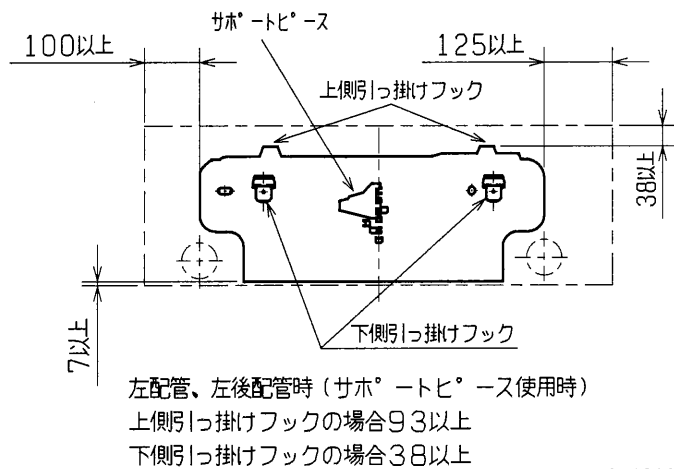 サポートピース
100以上
125以上
上側引っ掛けフック
38以上
下側引っ掛けフック
7以上
左配管、左後配管時(サポートピース使用時)
上側引っ掛けフックの場合93以上
下側引っ掛けフックの場合38以上